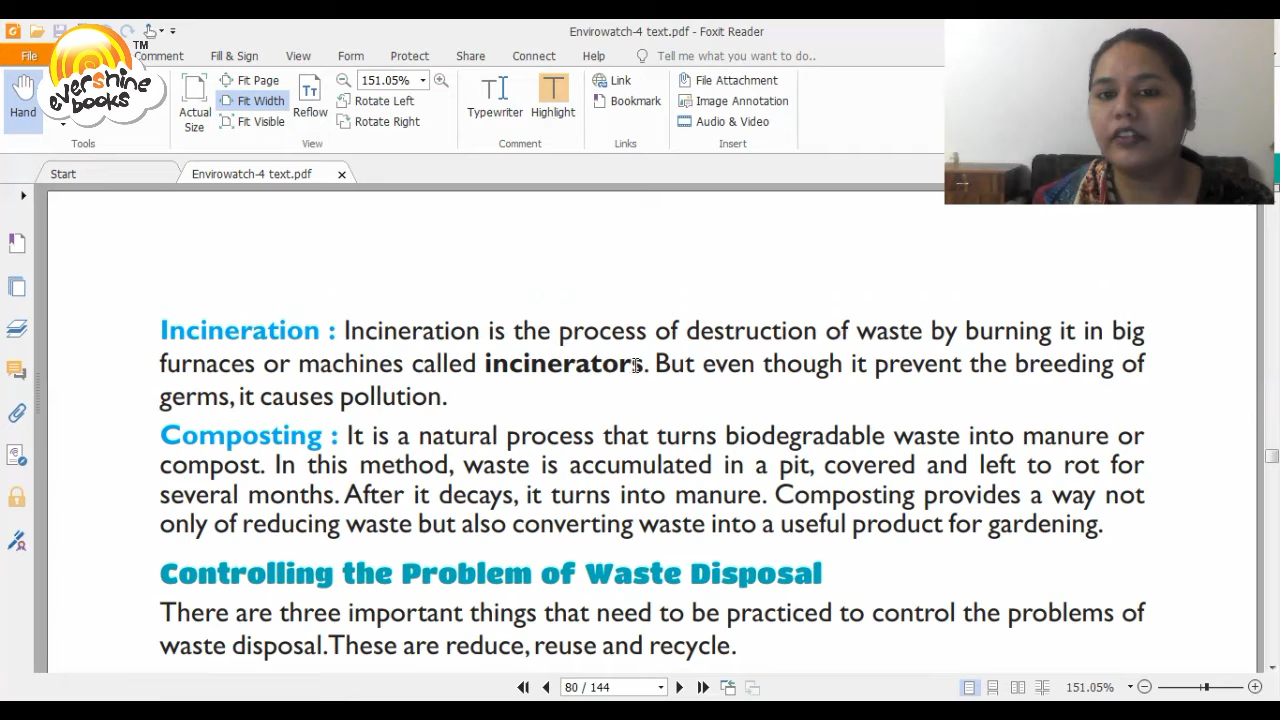 Envirowatch-4 text.pdf - Foxit Reader
File
Comment
Fill & Sign
View
Form
Protect
Share
Connect
Help
Tell me what you want to do..
evershine
books
TM
Hand
Actual
Size
Fit Page
Fit Width
Fit Visible
Reflow
151.05%
Rotate Left
Rotate Right
Typewriter
Highlight
Link
Bookmark
File Attachment
Image Annotation
Audio & Video
Tools
View
Comment
Links
Insert
Start
Envirowatch-4 text.pdf
Incineration : Incineration is the process of destruction of waste by burning it in big
furnaces or machines called incinerators. But even though it prevent the breeding of
germs, it causes pollution.
Composting : It is a natural process that turns biodegradable waste into manure or
compost. In this method, waste is accumulated in a pit, covered and left to rot for
several months. After it decays, it turns into manure. Composting provides a way not
only of reducing waste but also converting waste into a useful product for gardening.
Controlling the Problem of Waste Disposal
There are three important things that need to be practiced to control the problems of
waste disposal.These are reduce, reuse and recycle.
80 / 144
151.05%